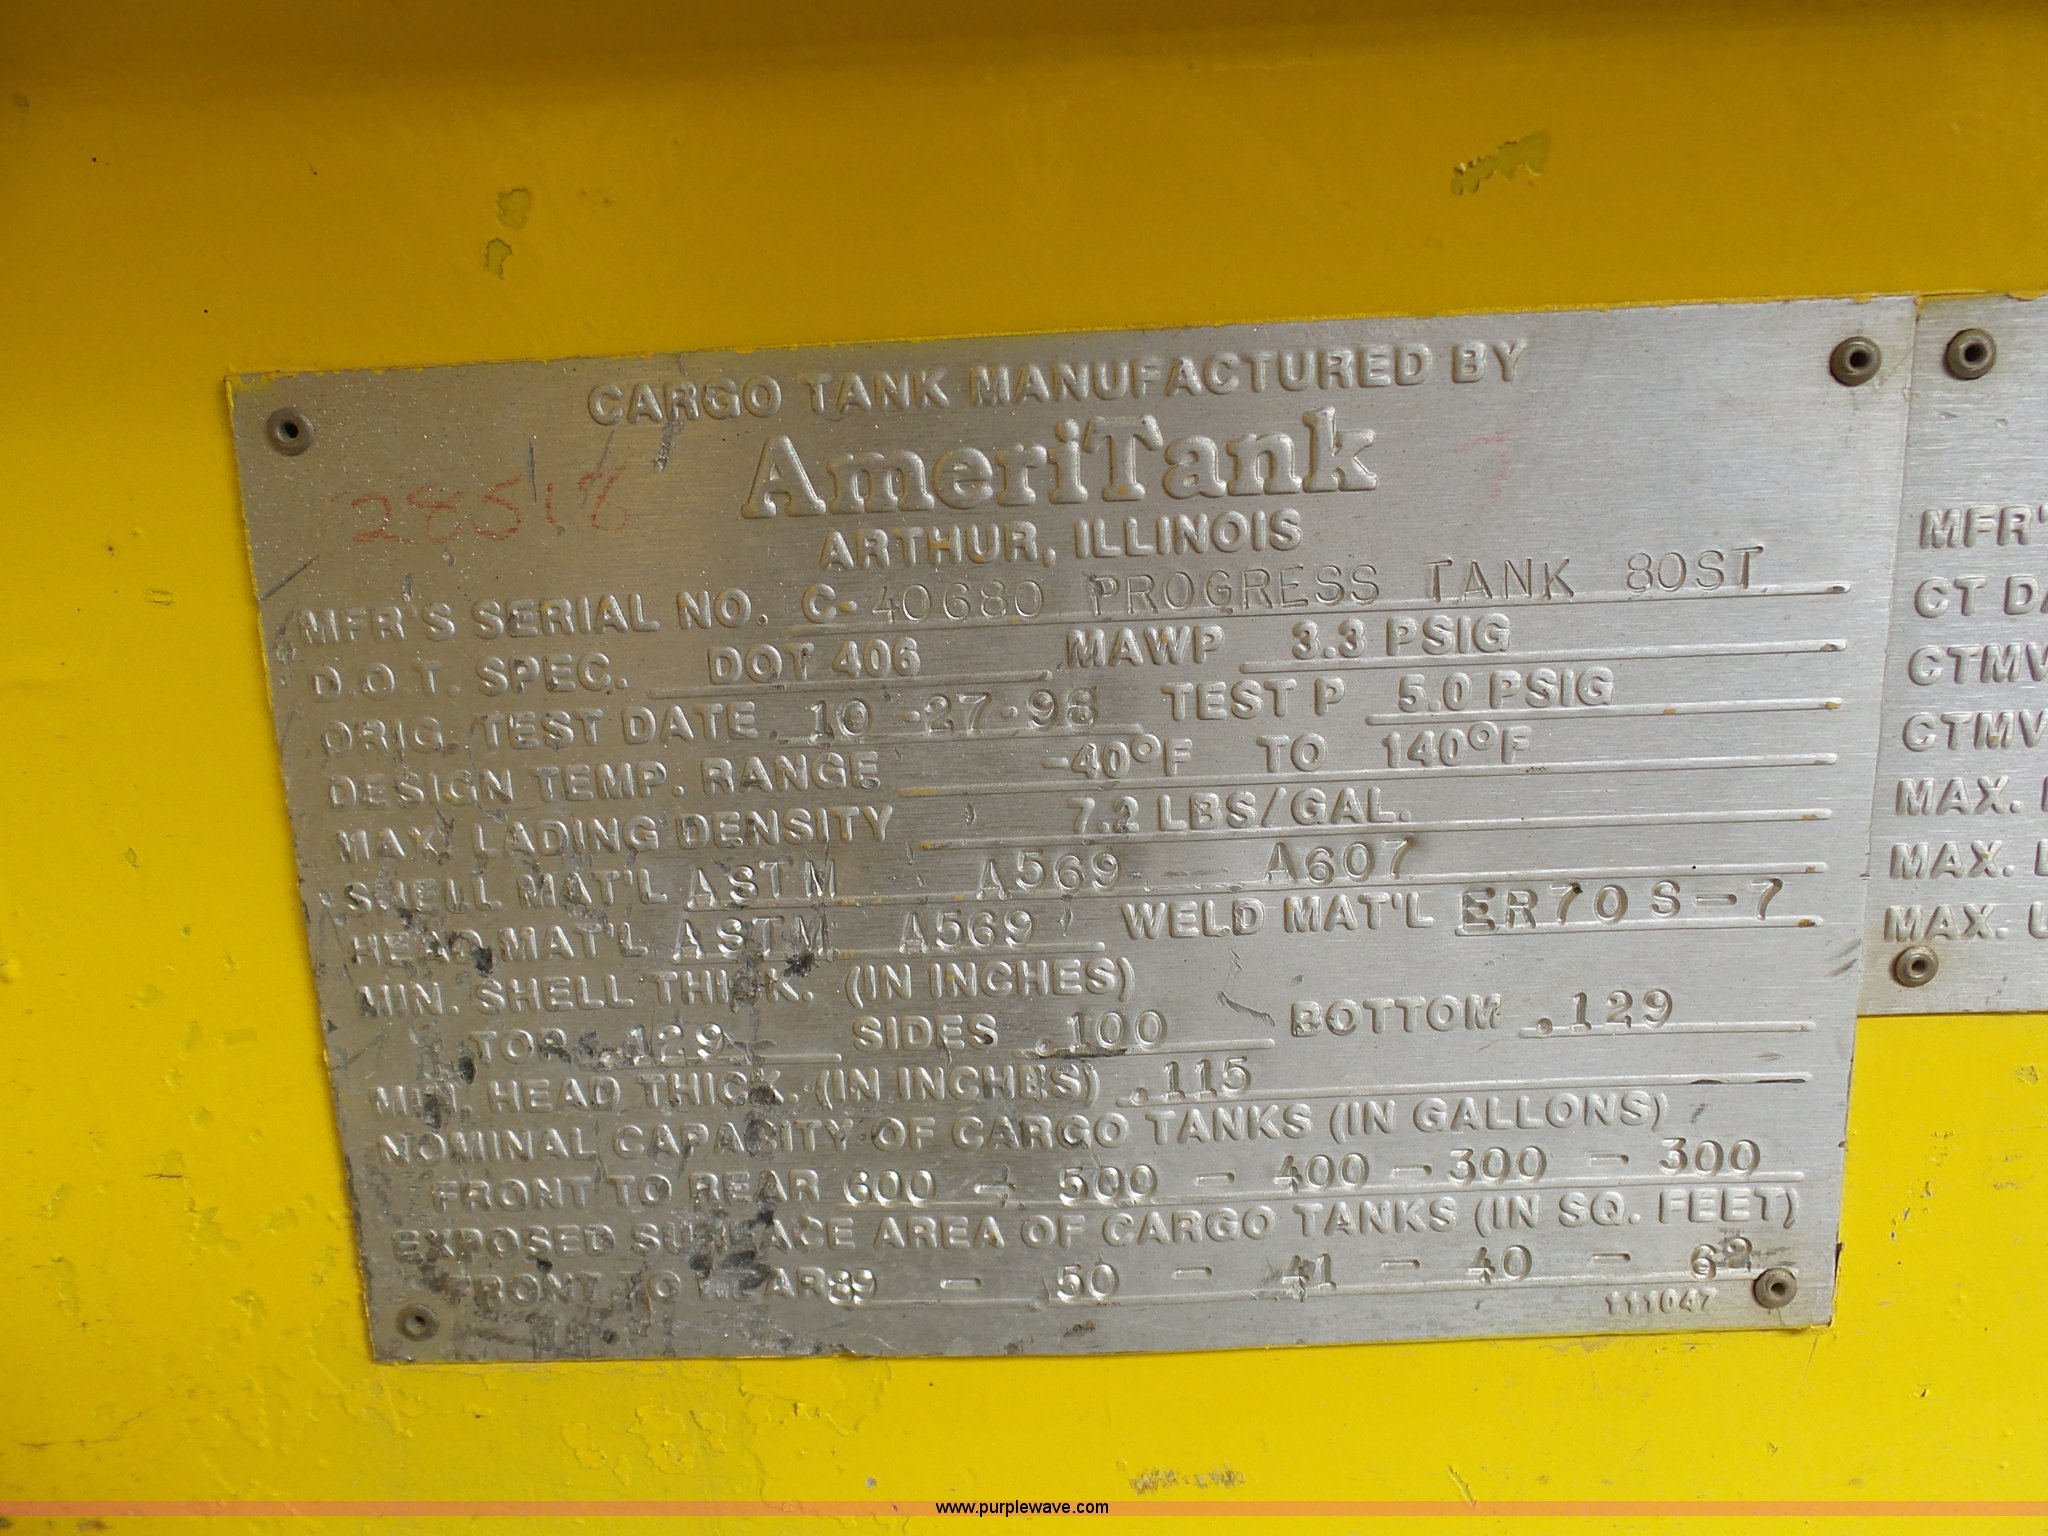 CARGO TANK MANUFACTURED BY
AmeriTank
28518
ARTHUR, ILLINOIS
MFR'S SERIAL NO. C-40680 PROGRESS TANK 80ST
D.O.T. SPEC. DOT 406 MAWP 3.3 PSIG
ORIG. TEST DATE 10-27-98 TEST P 5.0 PSIG
DESIGN TEMP. RANGE -40°F TO 140°F
MAX. LADING DENSITY 7.2 LBS/GAL.
SHELL MAT'L ASTM A569 A607
HEAD MAT'L ASTM A569 WELD MAT'L ER70S-7
MIN. SHELL THICK. (IN INCHES)
TOP .129 SIDES .100 BOTTOM .129
MIN. HEAD THICK. (IN INCHES) .115
NOMINAL CAPACITY OF CARGO TANKS (IN GALLONS)
FRONT TO REAR 600 - 500 - 400 - 300 - 300
EXPOSED SURFACE AREA OF CARGO TANKS (IN SQ. FEET)
FRONT TO REAR 89 - 50 - 41 - 40 - 62
111047
MFR'
CT
CTMV
CTMV
MAX.
MAX.
MAX.
www.purplewave.com